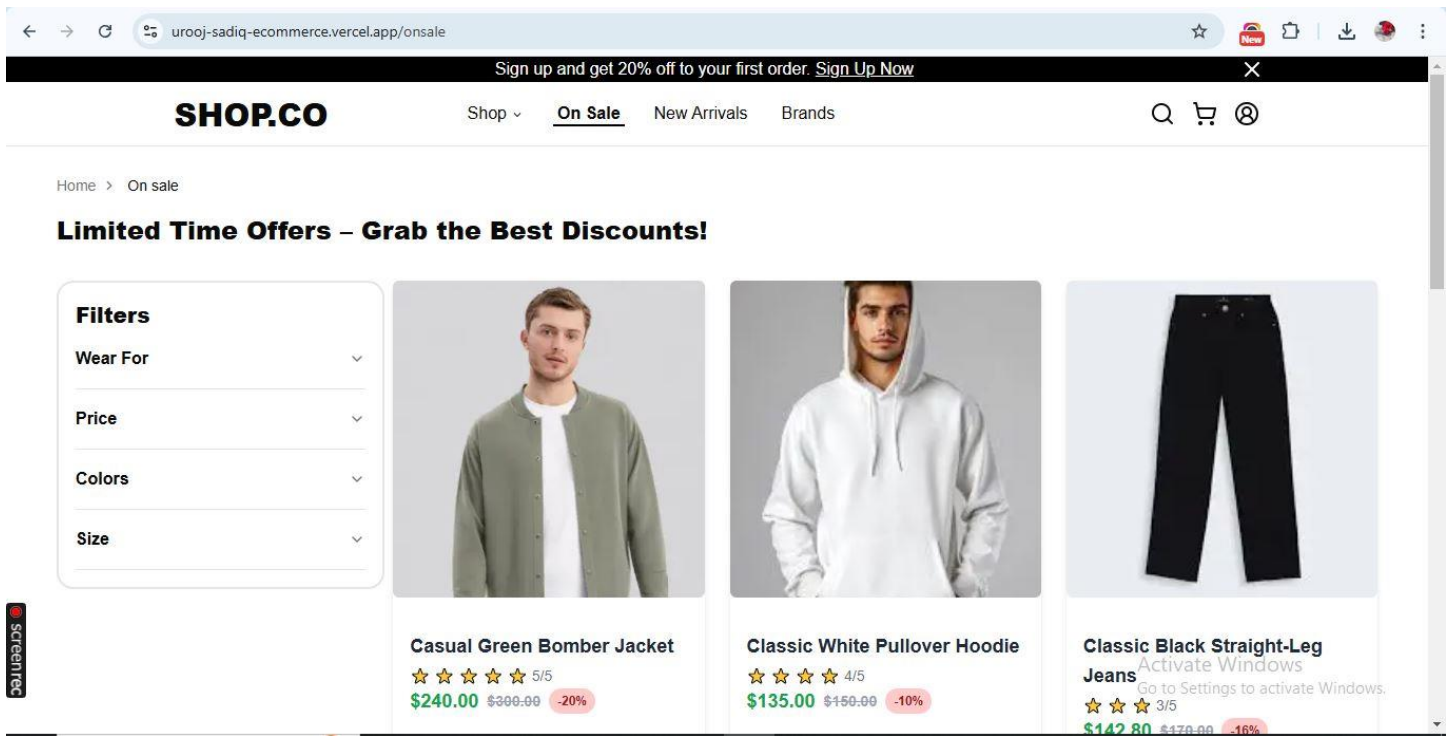 urooj-sadiq-ecommerce.vercel.app/onsale
New
Sign up and get 20% off to your first order. Sign Up Now
SHOP.CO
Shop
On Sale
New Arrivals
Brands
Home > On sale
Limited Time Offers – Grab the Best Discounts!
Filters
Wear For
Price
Colors
Size
Casual Green Bomber Jacket
5/5
$240.00 $300.00 -20%
Classic White Pullover Hoodie
4/5
$135.00 $150.00 -10%
Classic Black Straight-Leg
Jeans
3/5
$142.80 $170.00 -16%
Activate Windows
Go to Settings to activate Windows.
screenrec